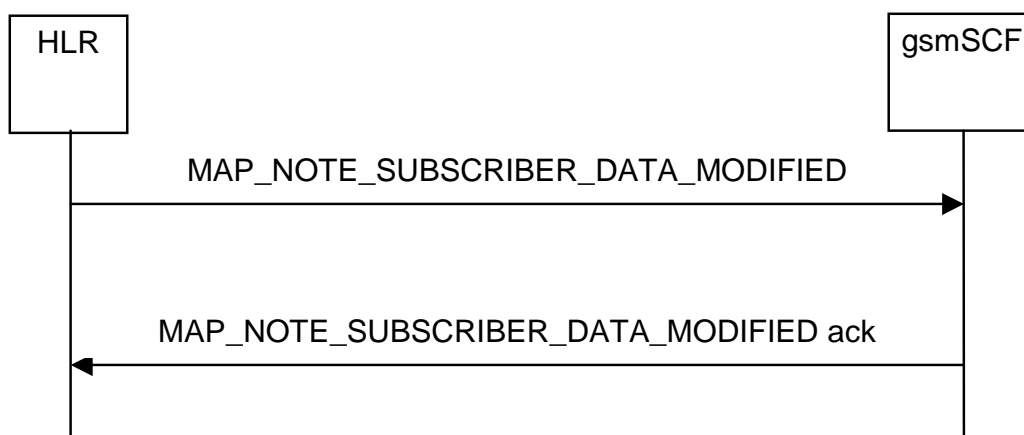 HLR
gsmSCF
MAP_NOTE_SUBSCRIBER_DATA_MODIFIED
MAP_NOTE_SUBSCRIBER_DATA_MODIFIED ack